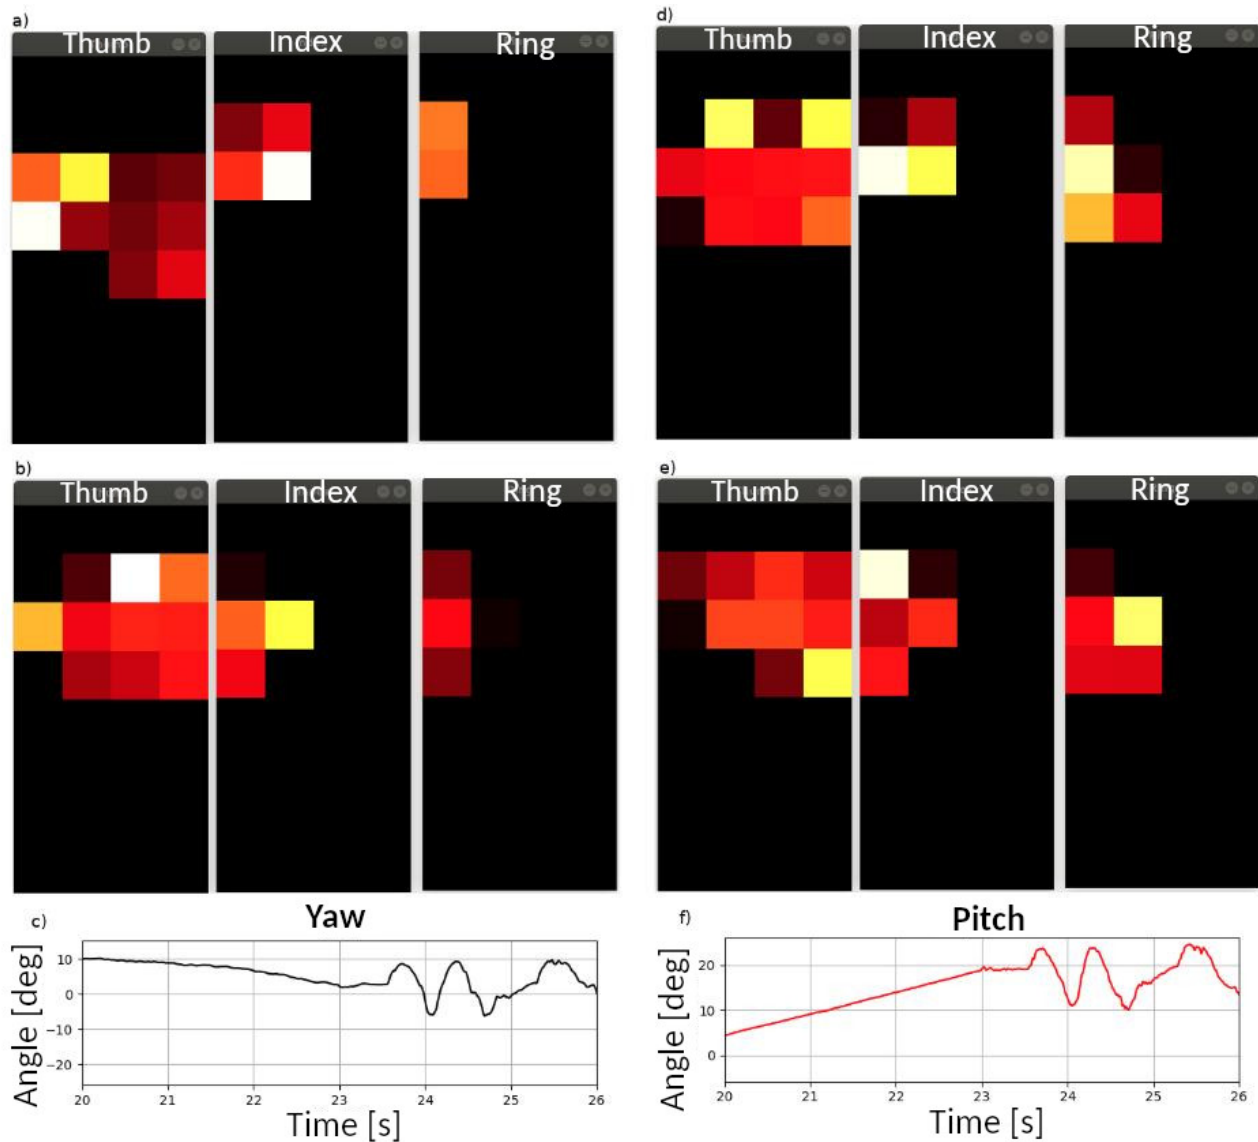 a)
Thumb
Index
Ring
d)
Thumb
Index
Ring
b)
Thumb
Index
Ring
e)
Thumb
Index
Ring
c)
Yaw
Angle [deg]
10
0
−10
−20
20
21
22
23
24
25
26
Time [s]
f)
Pitch
Angle [deg]
20
10
0
20
21
22
23
24
25
26
Time [s]